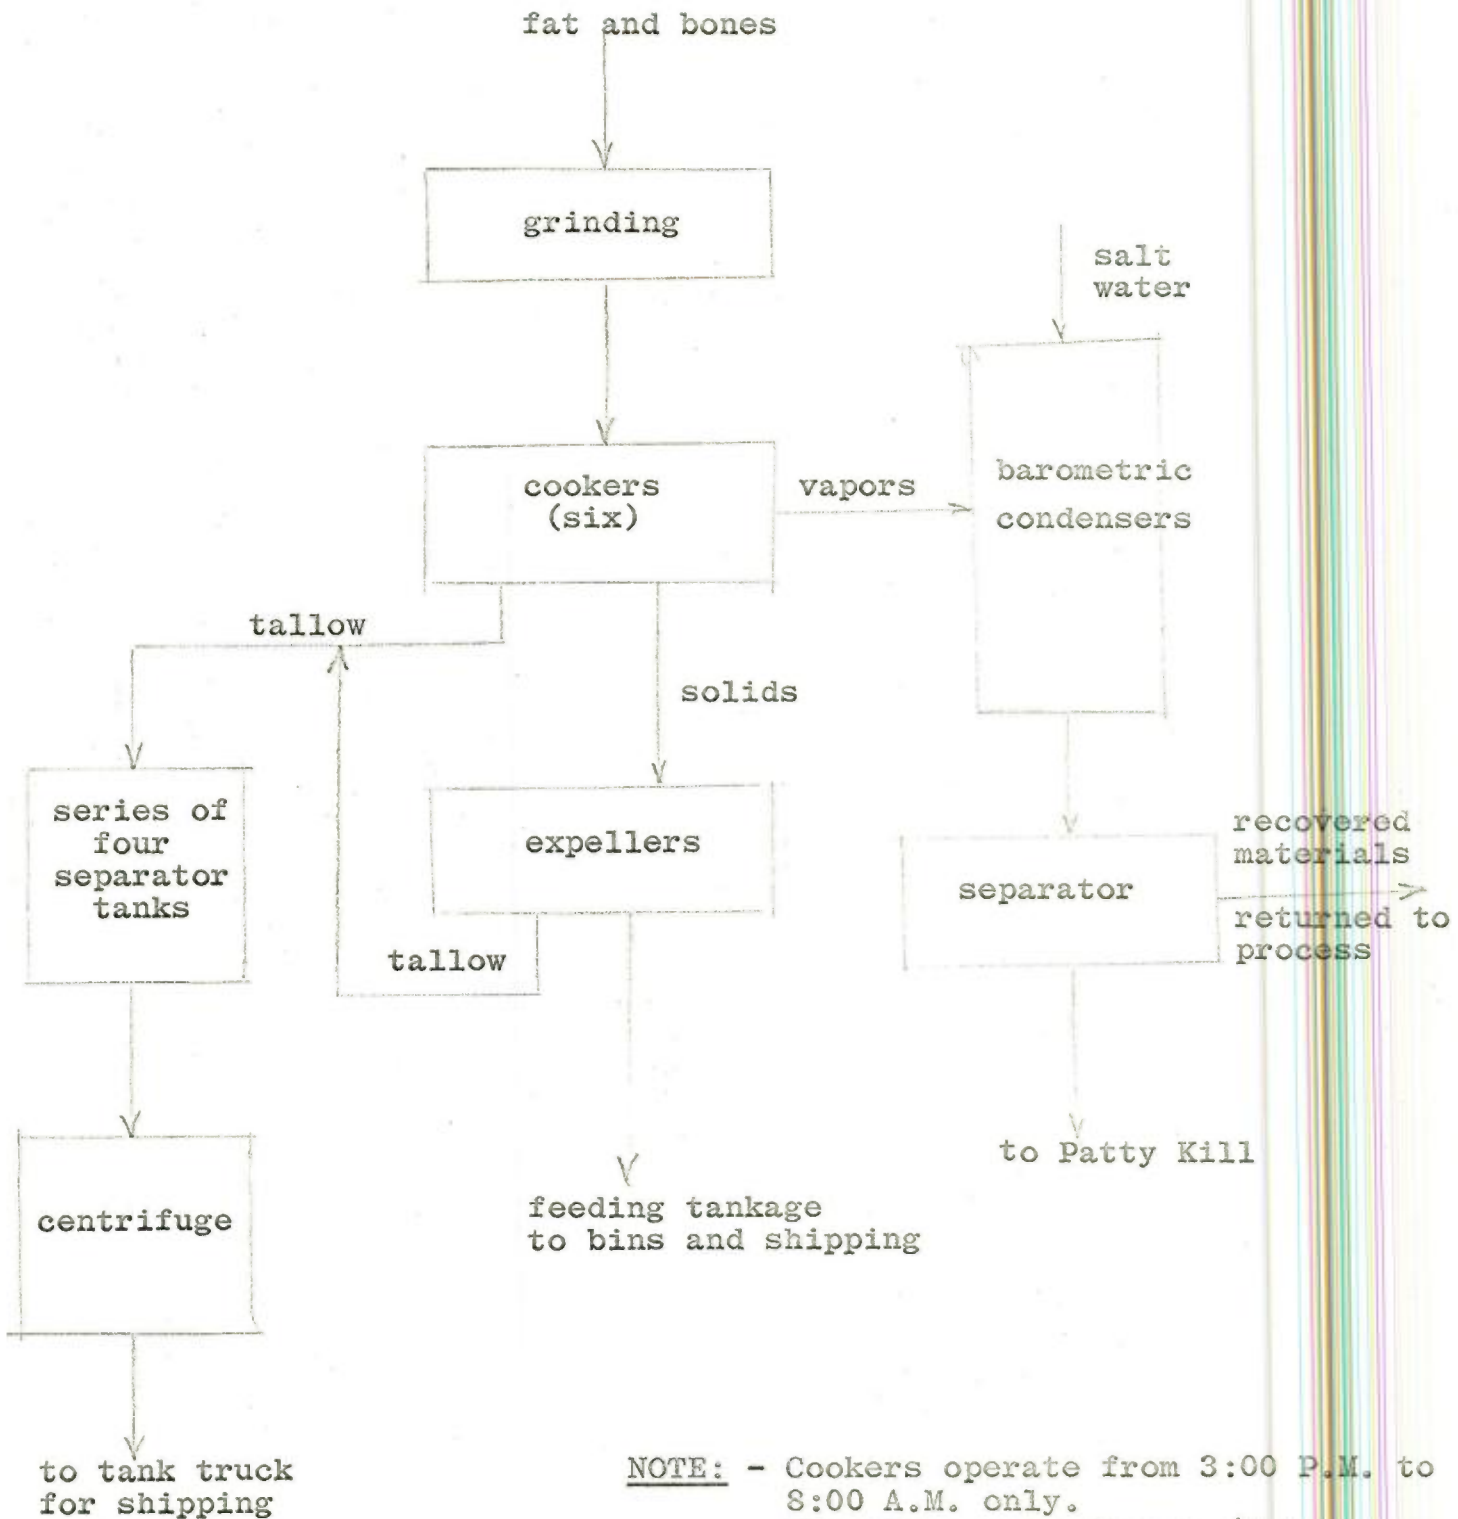 fat and bones
grinding
salt
water
cookers
(six)
vapors
barometric
condensers
tallow
solids
series of
four
separator
tanks
expellers
recovered
materials
separator
returned to
process
tallow
to Patty Kill
centrifuge
feeding tankage
to bins and shipping
to tank truck
for shipping
NOTE: - Cookers operate from 3:00 P.M. to
8:00 A.M. only.